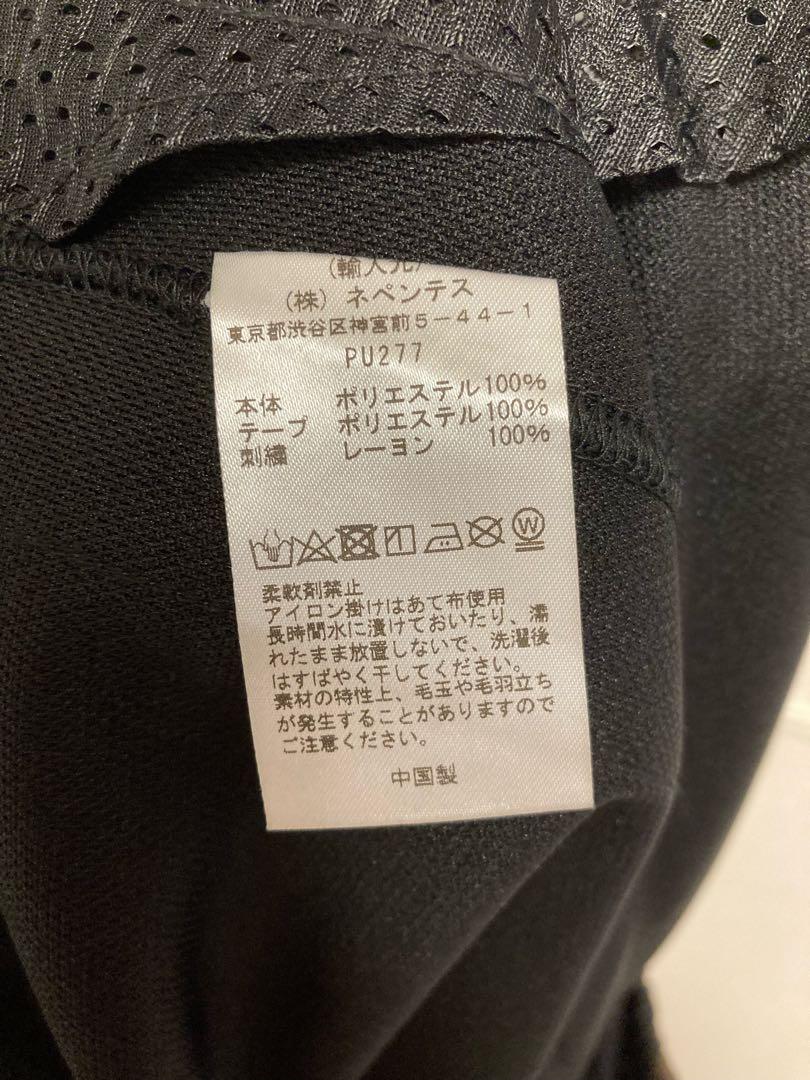 (輸入元)
(株) ネペンテス
東京都渋谷区神宮前5-44-1
PU277
本体 ポリエステル100%
テープ ポリエステル100%
刺繍 レーヨン 100%
W
柔軟剤禁止
アイロン掛けはあて布使用
長時間水に漬けておいたり、濡
れたまま放置しないで、洗濯後
はすばやく干してください。
素材の特性上、毛玉や毛羽立ち
が発生することがありますので
ご注意ください。
中国製